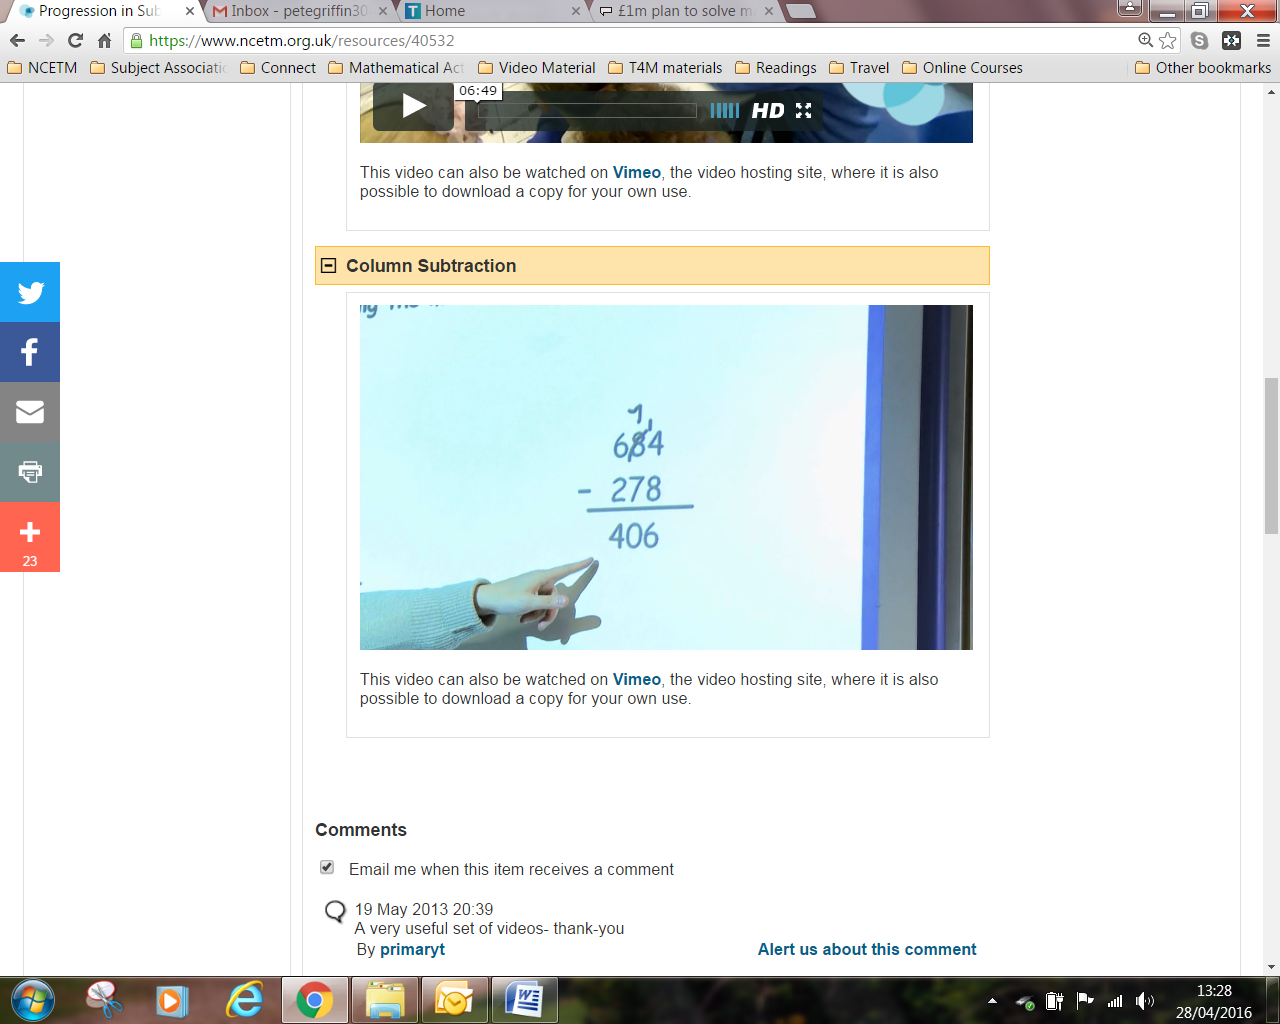 Progression in Sub
Inbox - petegriffin30
Home
£1m plan to solve m
https://www.ncetm.org.uk/resources/40532
NCETM
Subject Associatio
Connect
Mathematical Act
Video Material
T4M materials
Readings
Travel
Online Courses
Other bookmarks
06:49
HD
This video can also be watched on Vimeo, the video hosting site, where it is also
possible to download a copy for your own use.
Column Subtraction
7 1
684
- 278
406
This video can also be watched on Vimeo, the video hosting site, where it is also
possible to download a copy for your own use.
23
Comments
Email me when this item receives a comment
19 May 2013 20:39
A very useful set of videos- thank-you
By primaryt
Alert us about this comment
13:28
28/04/2016